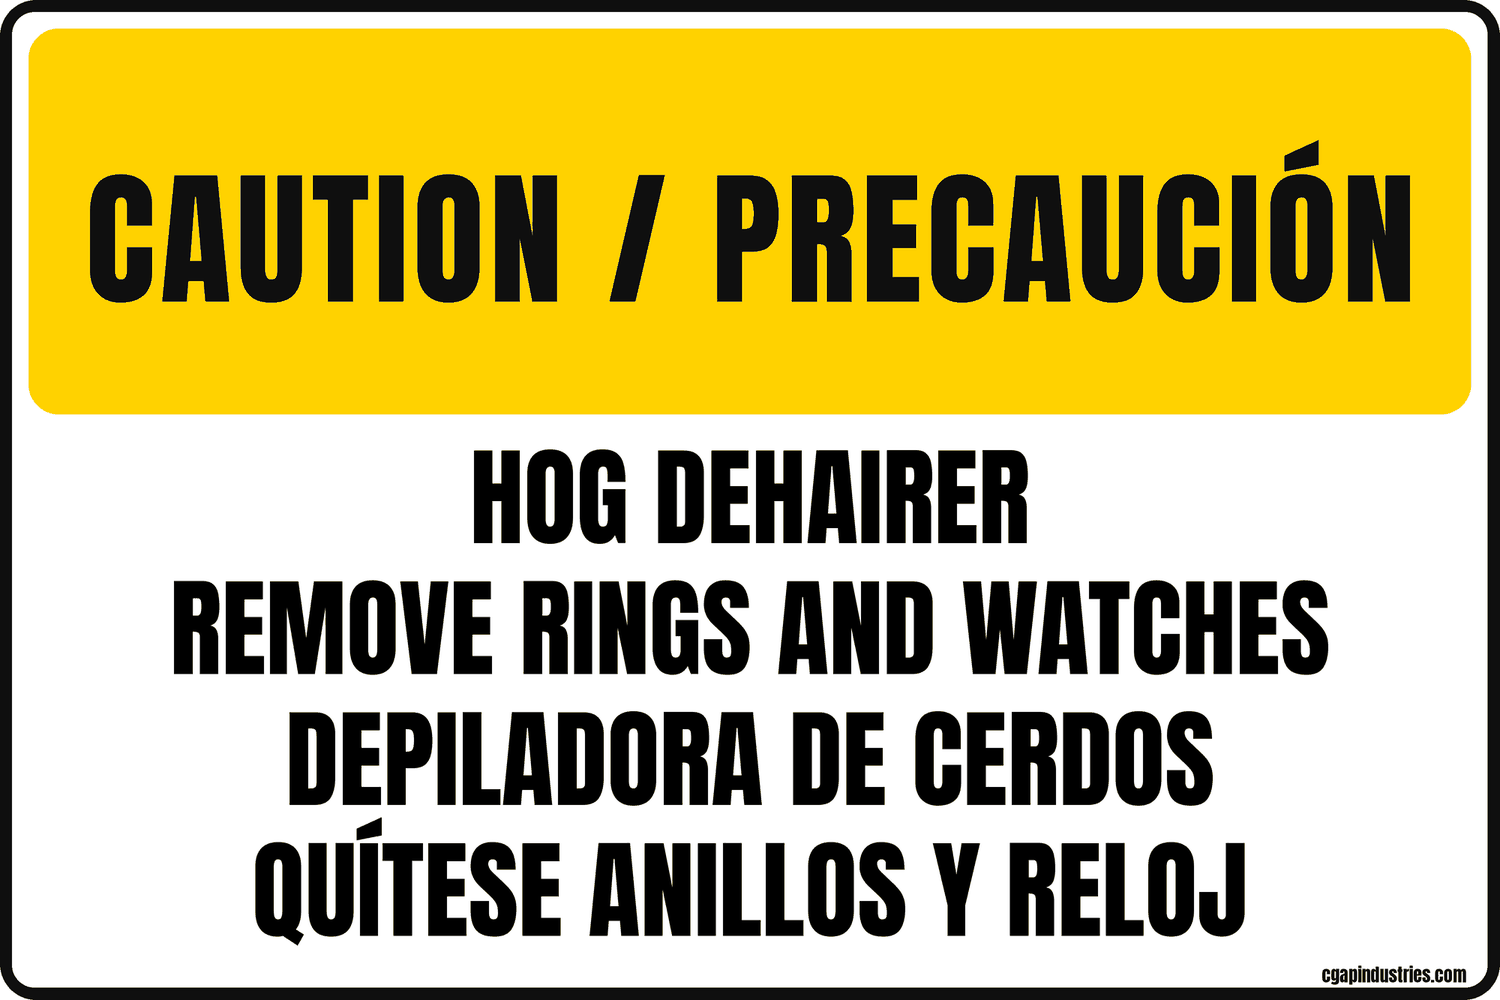 CAUTION / PRECAUCIÓN
HOG DEHAIRER
REMOVE RINGS AND WATCHES
DEPILADORA DE CERDOS
QUÍTESE ANILLOS Y RELOJ
cgapindustries.com